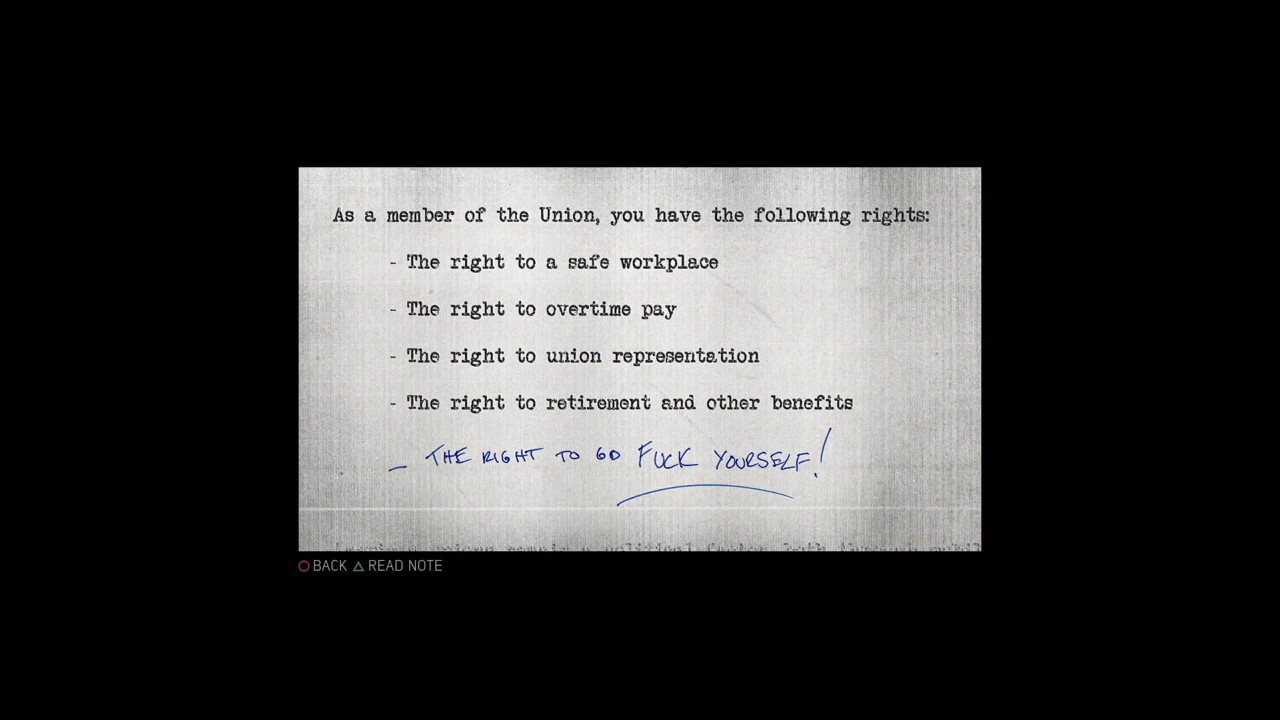 As a member of the Union, you have the following rights:
- The right to a safe workplace
- The right to overtime pay
- The right to union representation
- The right to retirement and other benefits
- THE RIGHT TO GO FUCK YOURSELF!
BACK READ NOTE